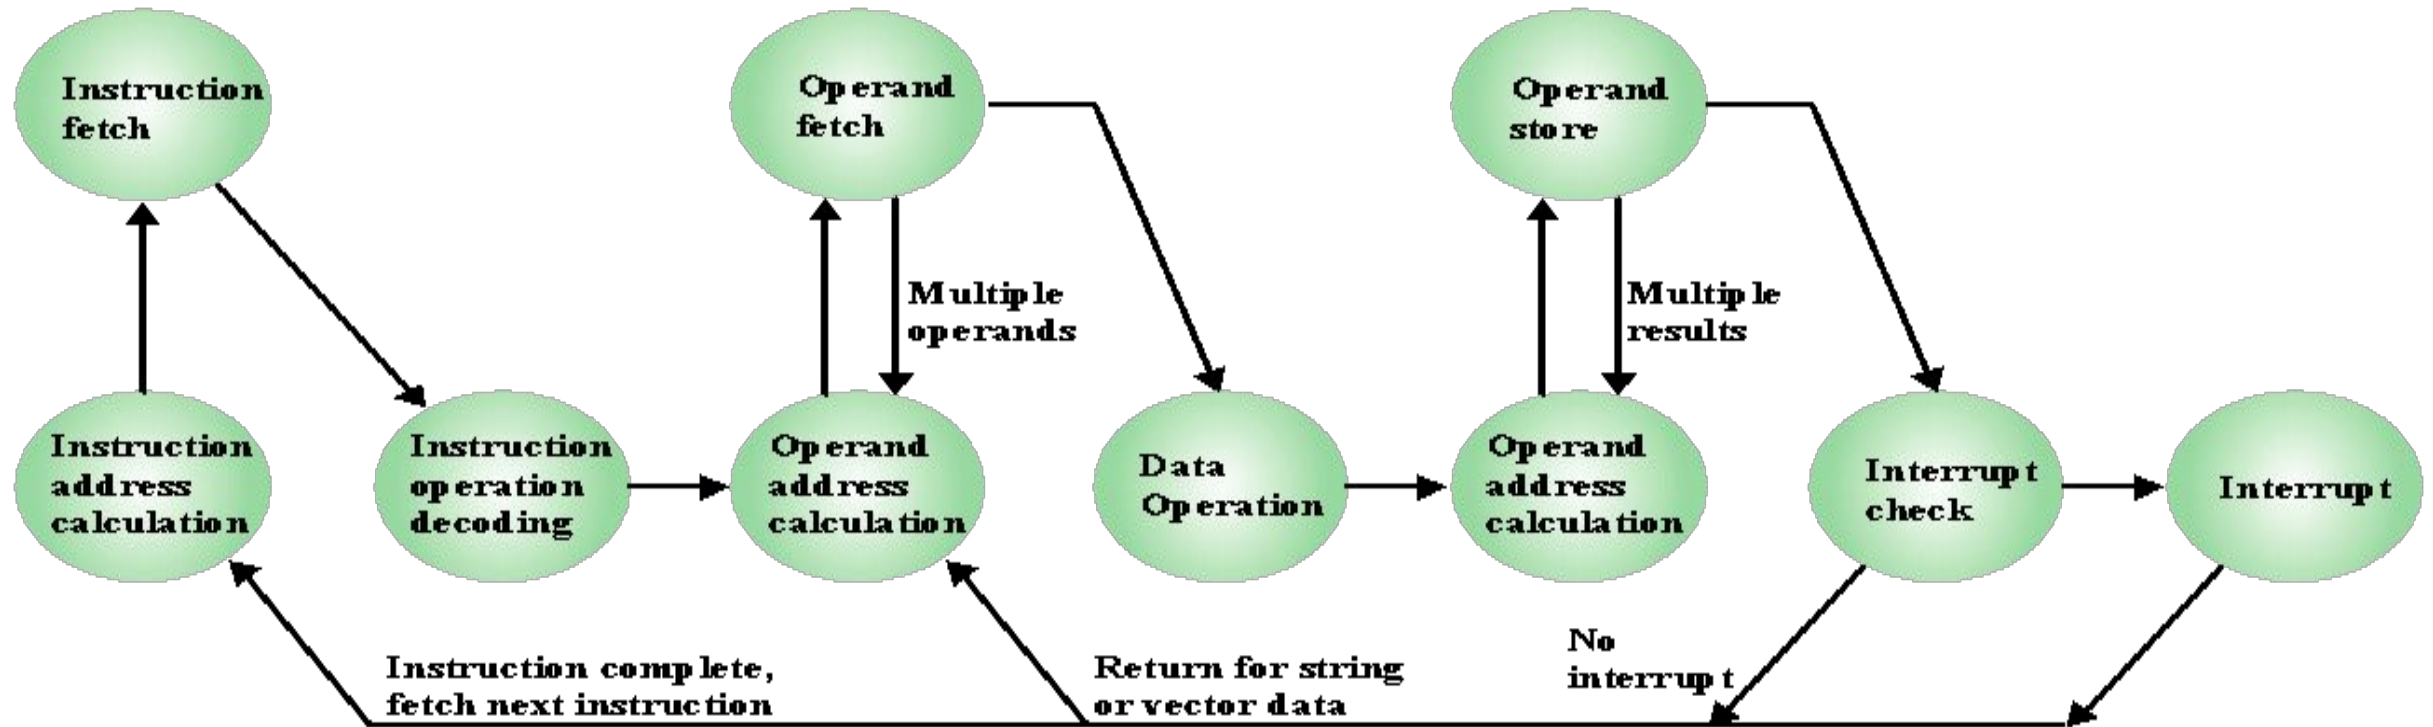 Instruction
fetch
Operand
fetch
Operand
store
Multiple
operands
Multiple
results
Instruction
address
calculation
Instruction
operation
decoding
Operand
address
calculation
Data
Operation
Operand
address
calculation
Interrupt
check
Interrupt
Instruction complete,
fetch next instruction
Return for string
or vector data
No
interrupt